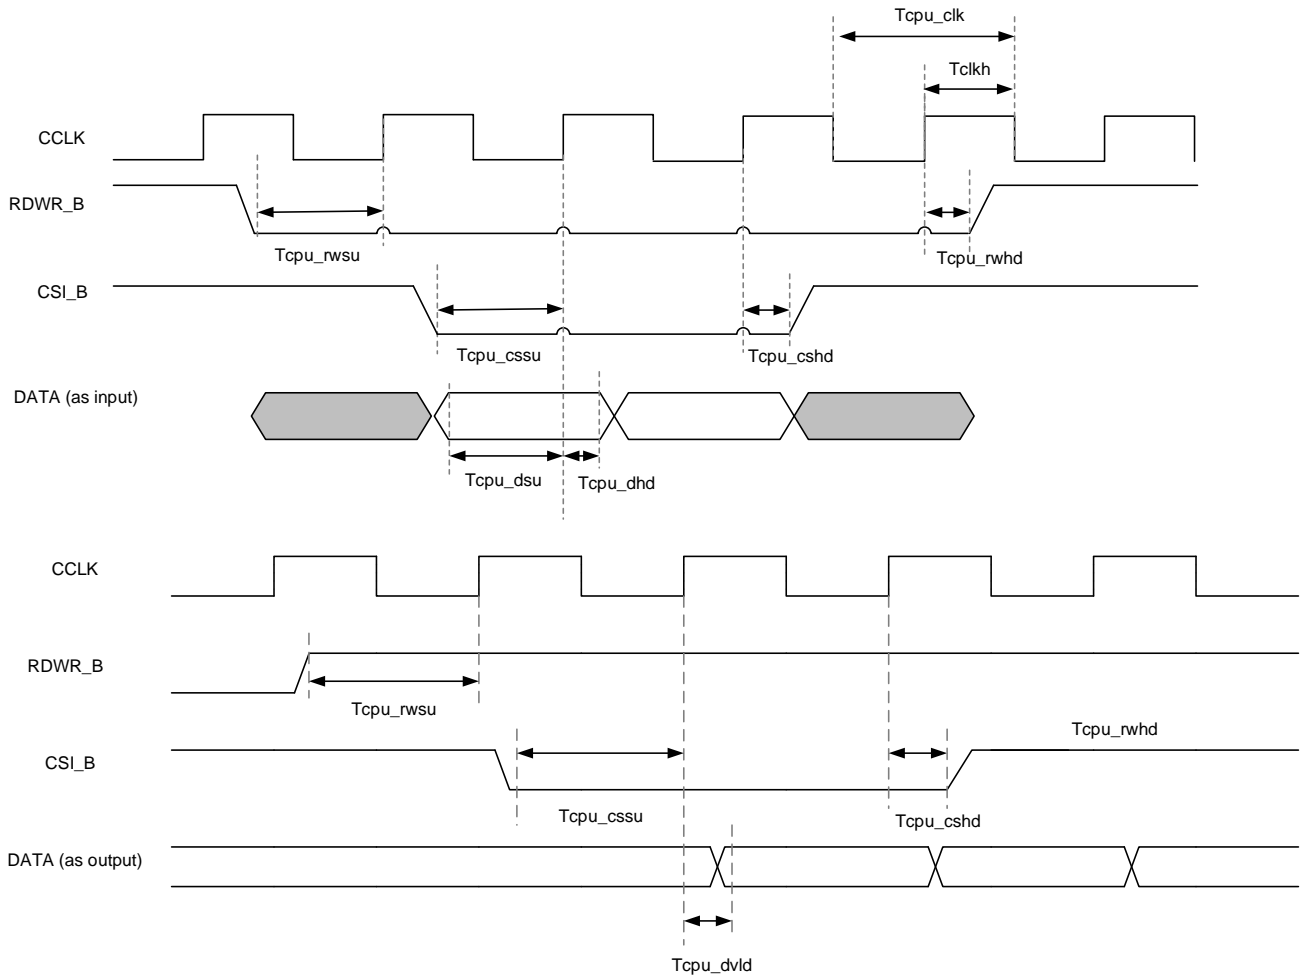 Tcpu_clk
Tclkh
CCLK
RDWR_B
Tcpu_rwsu
Tcpu_rwhd
CSI_B
Tcpu_cssu
Tcpu_cshd
DATA (as input)
Tcpu_dsu
Tcpu_dhd
CCLK
RDWR_B
Tcpu_rwsu
Tcpu_rwhd
CSI_B
Tcpu_cssu
Tcpu_cshd
DATA (as output)
Tcpu_dvld